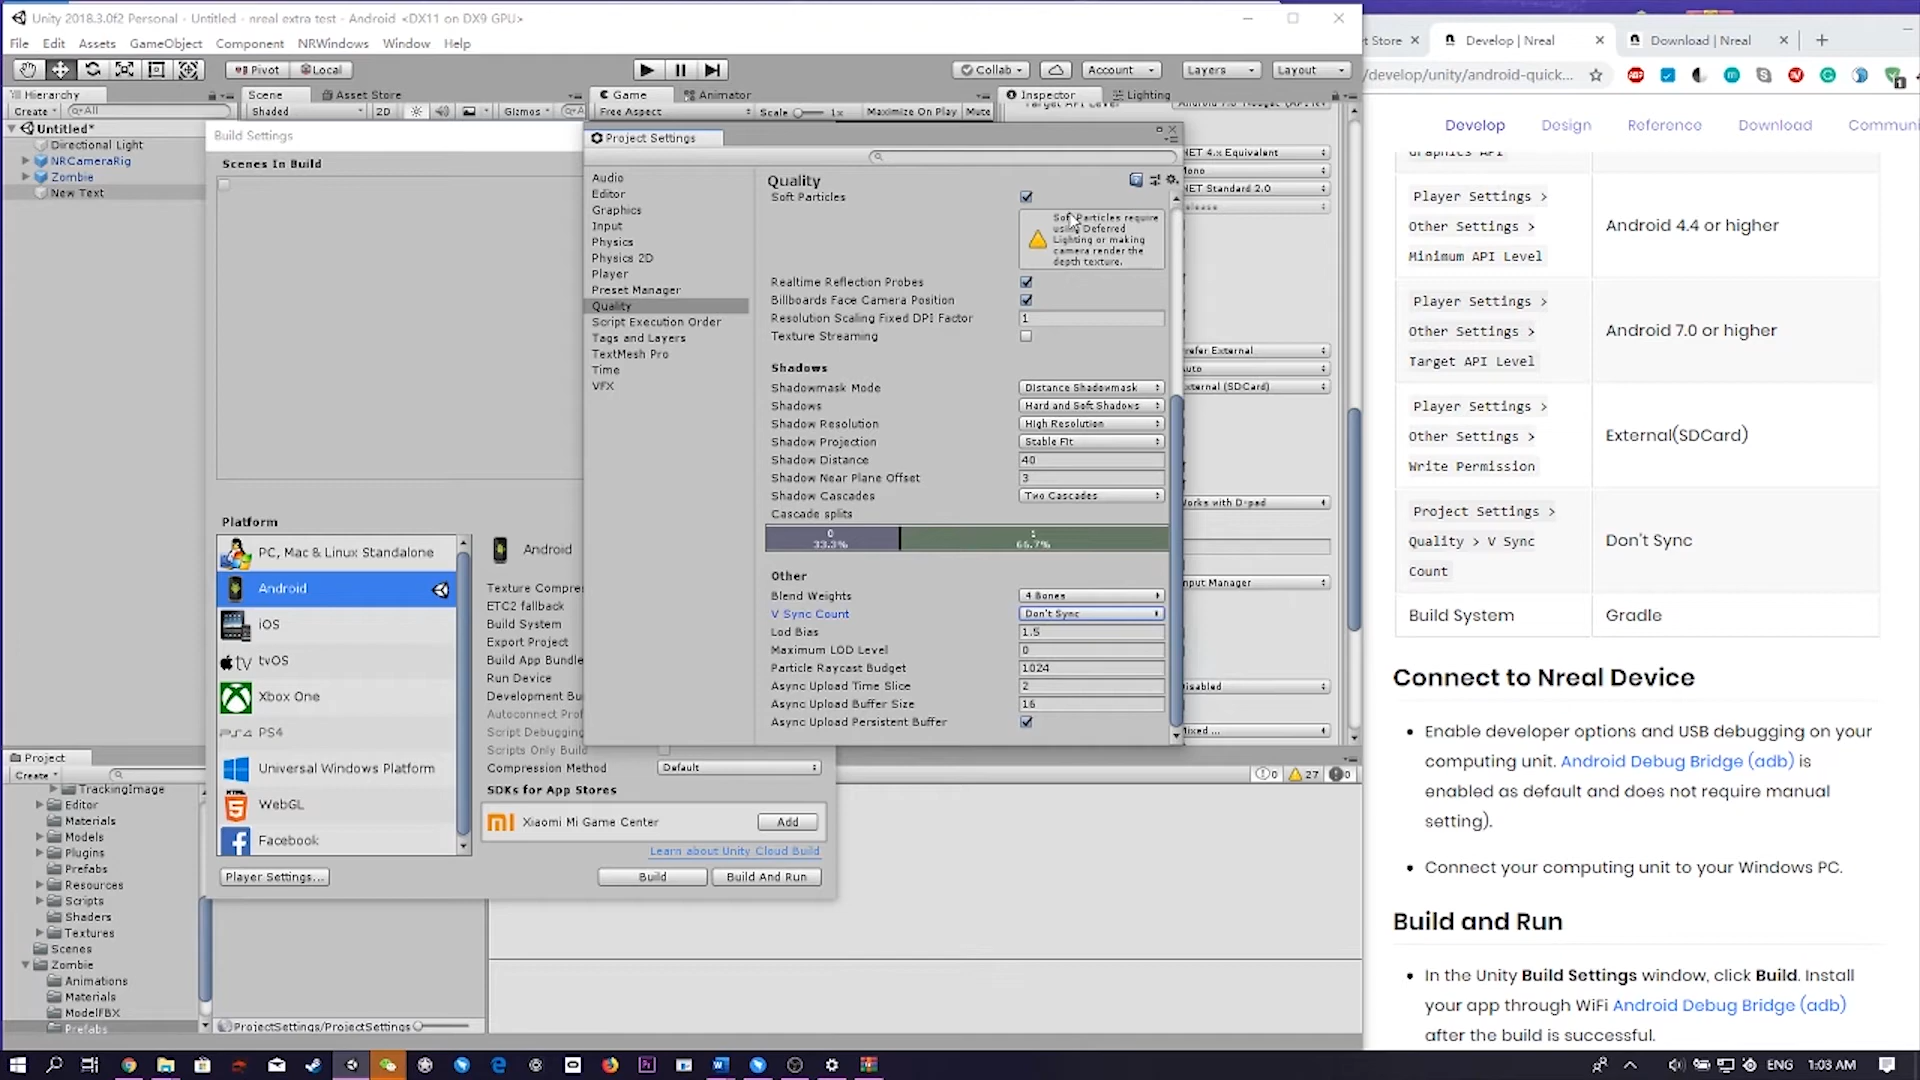 Unity 2018.3.0f2 Personal - Untitled - nreal extra test - Android <DX11 on DX9 GPU>
File Edit Assets GameObject Component NRWindows Window Help
Pivot Local Collab Account Layers Layout
Hierarchy Scene Asset Store Game Animator Inspector Lighting
Create All Shaded 2D Gizmos Free Aspect Scale 1x Maximize On Play Mute
Untitled*
Directional Light
NRCameraRig
Zombie
New Text
Build Settings
Scenes In Build
Platform
PC, Mac & Linux Standalone
Android
iOS
tv tvOS
Xbox One
PS4
Universal Windows Platform
HTML
WebGL
Facebook
Player Settings...
Android
Texture Compre
ETC2 fallback
Build System
Export Project
Build App Bundle
Run Device
Development Bu
Autoconnect Prof
Script Debugging
Scripts Only Build
Compression Method Default
SDKs for App Stores
Xiaomi Mi Game Center Add
Learn about Unity Cloud Build
Build Build And Run
Project Settings
Audio
Editor
Graphics
Input
Physics
Physics 2D
Player
Preset Manager
Quality
Script Execution Order
Tags and Layers
TextMesh Pro
Time
VFX
Quality
Soft Particles
Soft Particles require
using Deferred
Lighting or making
camera render the
depth texture.
Realtime Reflection Probes
Billboards Face Camera Position
Resolution Scaling Fixed DPI Factor 1
Texture Streaming
Shadows
Shadowmask Mode Distance Shadowmask
Shadows Hard and Soft Shadows
Shadow Resolution High Resolution
Shadow Projection Stable Fit
Shadow Distance 40
Shadow Near Plane Offset 3
Shadow Cascades Two Cascades
Cascade splits
0 1
33.3% 66.7%
Other
Blend Weights 4 Bones
V Sync Count Don't Sync
Lod Bias 1.5
Maximum LOD Level 0
Particle Raycast Budget 1024
Async Upload Time Slice 2
Async Upload Buffer Size 16
Async Upload Persistent Buffer
.NET 4.x Equivalent
Mono
.NET Standard 2.0
elease
refer External
Auto
xternal (SDCard)
Works with D-pad
nput Manager
Disabled
Mixed ...
0 27 0
Project
Create
TrackingImage
Editor
Materials
Models
Plugins
Prefabs
Resources
Scripts
Shaders
Textures
Scenes
Zombie
Animations
Materials
ModelFBX
Prefabs
ProjectSettings/ProjectSettings
t Store Develop | Nreal Download | Nreal
/develop/unity/android-quick...
Develop Design Reference Download Communi
Graphics API
Player Settings >
Other Settings >
Minimum API Level
Android 4.4 or higher
Player Settings >
Other Settings >
Target API Level
Android 7.0 or higher
Player Settings >
Other Settings >
Write Permission
External(SDCard)
Project Settings >
Quality > V Sync
Count
Don't Sync
Build System Gradle
Connect to Nreal Device
Enable developer options and USB debugging on your
computing unit. Android Debug Bridge (adb) is
enabled as default and does not require manual
setting).
Connect your computing unit to your Windows PC.
Build and Run
In the Unity Build Settings window, click Build. Install
your app through WiFi Android Debug Bridge (adb)
after the build is successful.
ENG 1:03 AM